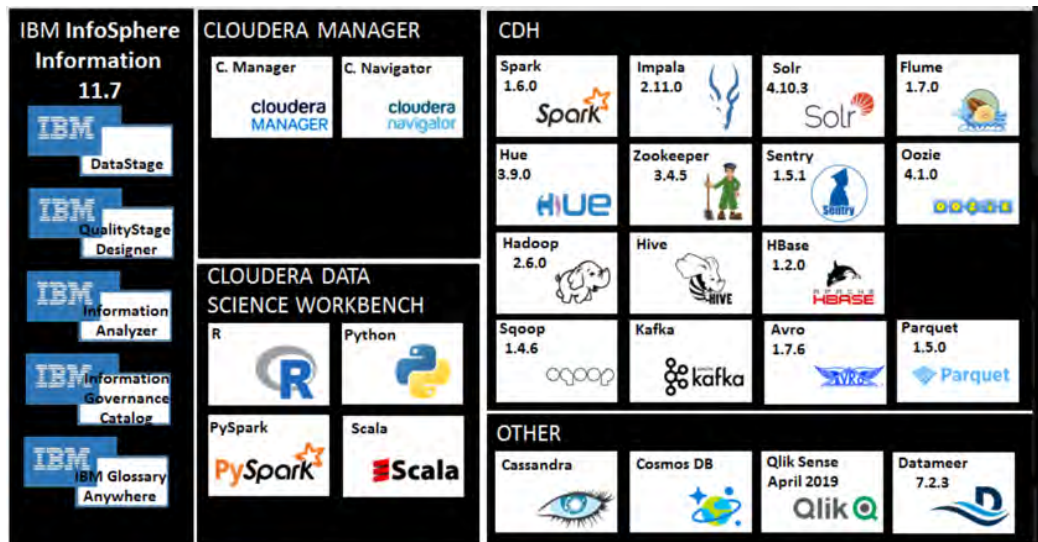 IBM InfoSphere
Information
11.7
IBM
DataStage
IBM
QualityStage
Designer
IBM
Information
Analyzer
IBM
Information
Governance
Catalog
IBM
IBM Glossary
Anywhere
CLOUDERA MANAGER
C. Manager
cloudera
MANAGER
C. Navigator
cloudera
navigator
CLOUDERA DATA
SCIENCE WORKBENCH
R
R
Python
PySpark
PySpark
Scala
Scala
CDH
Spark
1.6.0
Spark
Impala
2.11.0
Solr
4.10.3
Solr
Flume
1.7.0
Hue
3.9.0
HUE
Zookeeper
3.4.5
Sentry
1.5.1
Sentry
Oozie
4.1.0
OOZIE
Hadoop
2.6.0
Hive
HIVE
HBase
1.2.0
APACHE
HBASE
Sqoop
1.4.6
sqoop
Kafka
kafka
Avro
1.7.6
AVRO
Parquet
1.5.0
Parquet
OTHER
Cassandra
Cosmos DB
Qlik Sense
April 2019
Qlik
Datameer
7.2.3
D